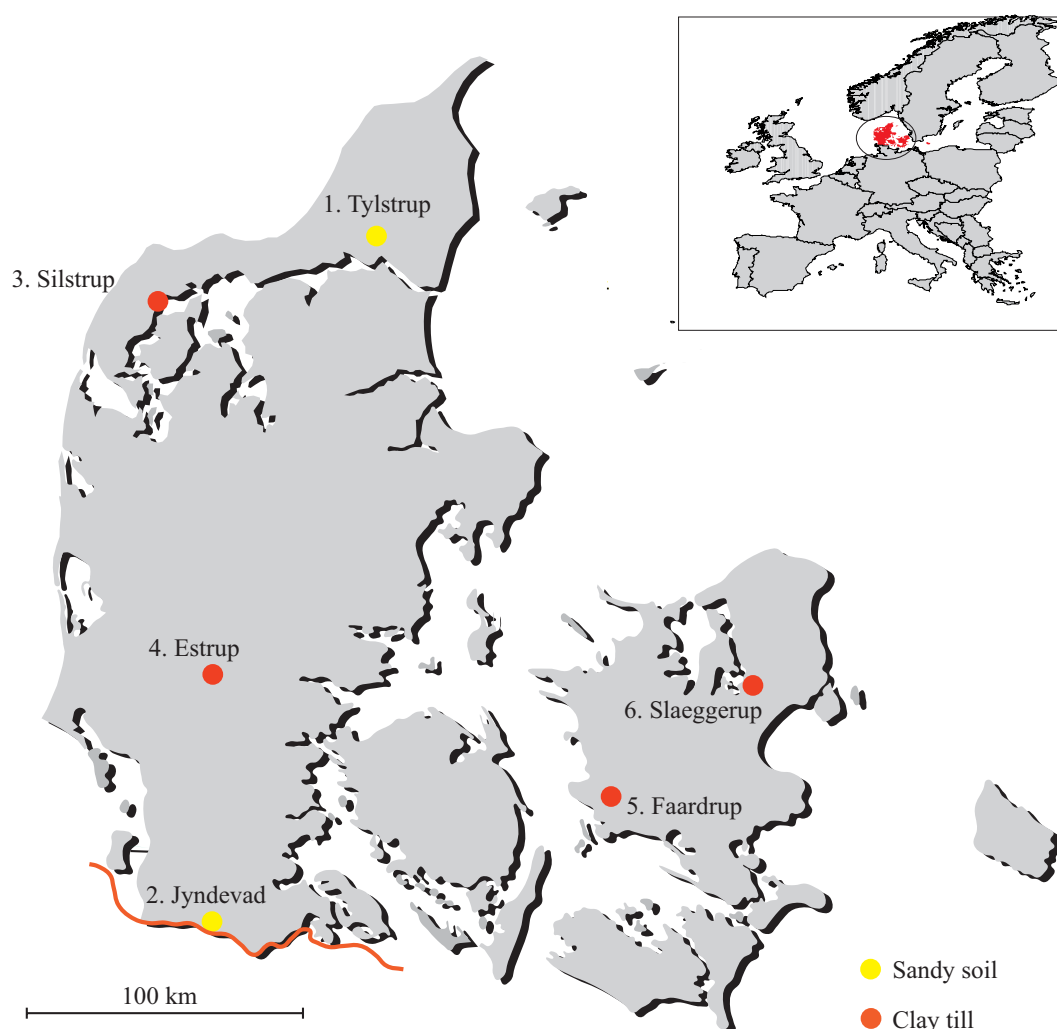 1. Tylstrup
3. Silstrup
4. Estrup
6. Slaeggerup
5. Faardrup
2. Jyndevad
Sandy soil
100 km
Clay till